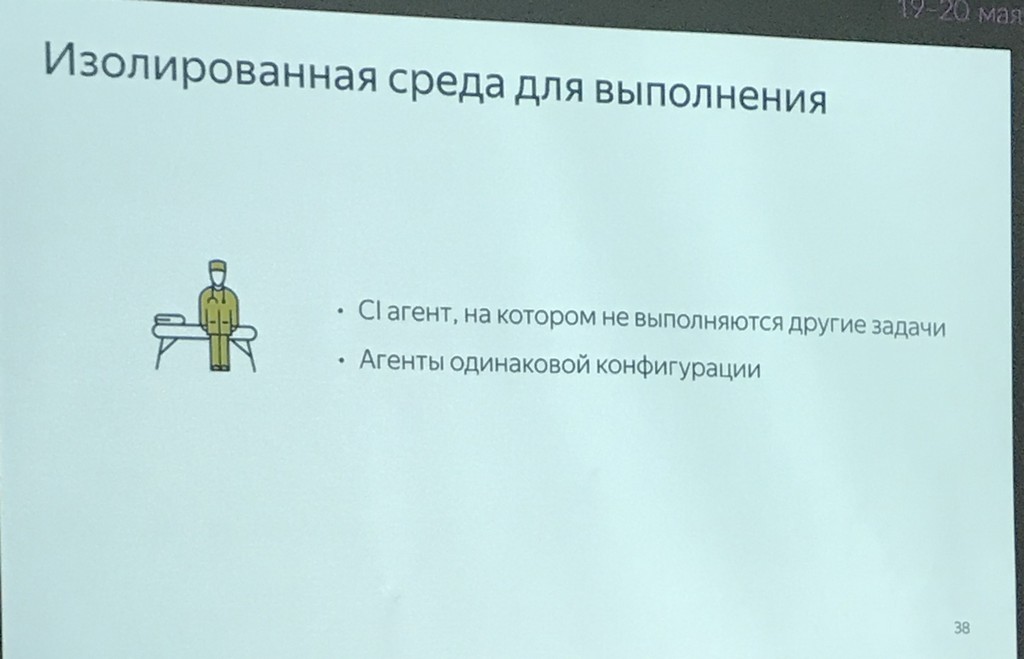 19-20 мая
Изолированная среда для выполнения
• CI агент, на котором не выполняются другие задачи
• Агенты одинаковой конфигурации
38